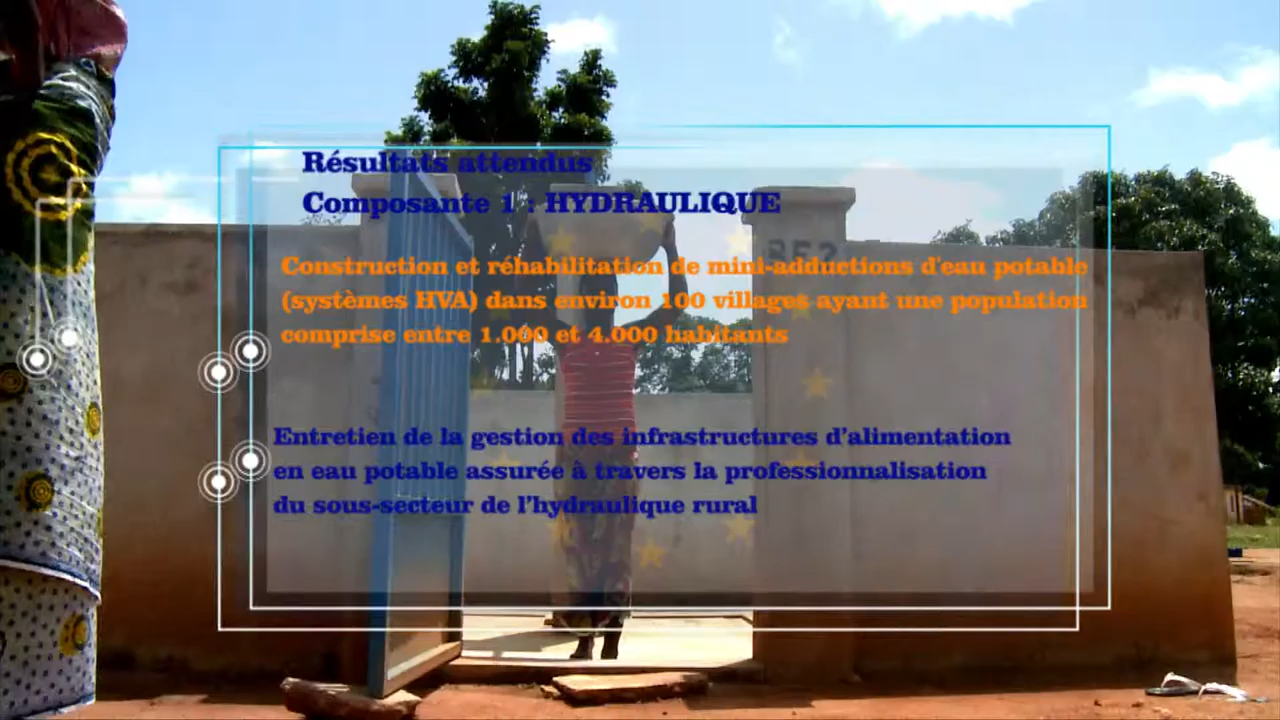 Résultats attendus
Composante 1 : HYDRAULIQUE
Construction et réhabilitation de mini-adductions d'eau potable
(systèmes HVA) dans environ 100 villages ayant une population
comprise entre 1.000 et 4.000 habitants
Entretien de la gestion des infrastructures d'alimentation
en eau potable assurée à travers la professionnalisation
du sous-secteur de l'hydraulique rural